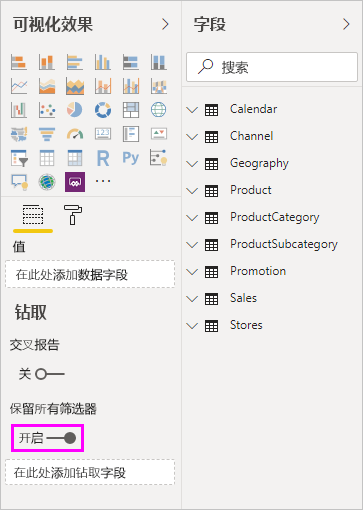 可视化效果
123
R
Py
值
在此处添加数据字段
钻取
交叉报告
关
保留所有筛选器
开启
在此处添加钻取字段
字段
搜索
Calendar
Channel
Geography
Product
ProductCategory
ProductSubcategory
Promotion
Sales
Stores